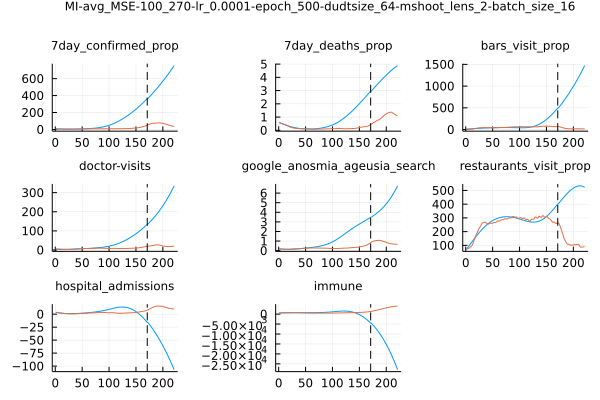 MI-avg_MSE-100_270-lr_0.0001-epoch_500-dudtsize_64-mshoot_lens_2-batch_size_16
7day_confirmed_prop
7day_deaths_prop
bars_visit_prop
600
400
200
0
0 50 100 150 200
5
4
3
2
1
0
0 50 100 150 200
1500
1000
500
0
0 50 100 150 200
doctor-visits
google_anosmia_ageusia_search
restaurants_visit_prop
300
200
100
0
0 50 100 150 200
6
5
4
3
2
1
0
0 50 100 150 200
500
400
300
200
100
0 50 100 150 200
hospital_admissions
immune
0
−25
−50
−75
−100
0 50 100 150 200
0
−5.00×10⁴
−1.00×10⁴
−1.50×10⁴
−2.00×10⁴
−2.50×10⁴
0 50 100 150 200